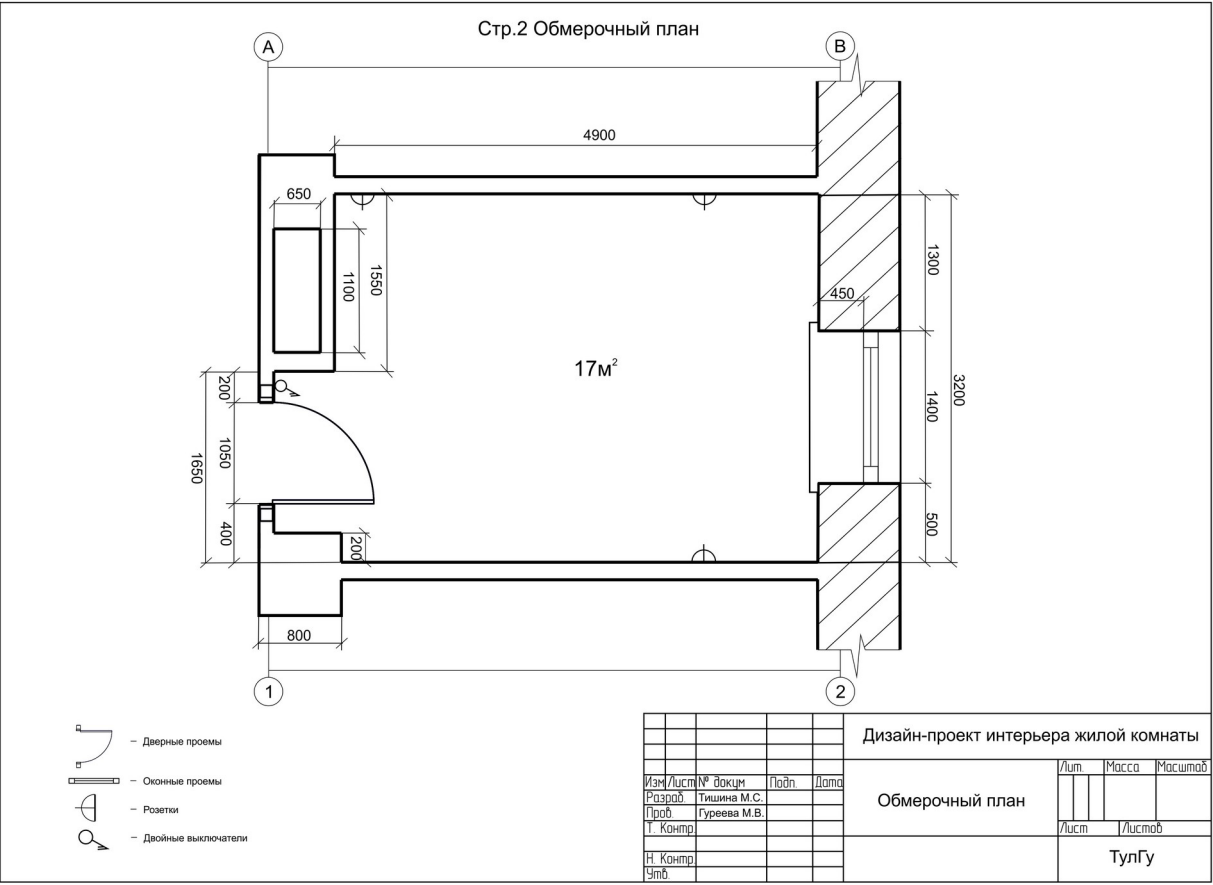 Стр.2 Обмерочный план
А
В
4900
650
1100
1550
1300
450
3200
1400
500
17м²
200
1050
1650
400
200
800
1
2
– Дверные проемы
– Оконные проемы
– Розетки
– Двойные выключатели
Дизайн-проект интерьера жилой комнаты
Изм Лист № докум Подп. Дата
Разраб. Тишина М.С.
Пров. Гуреева М.В.
Т. Контр.
Н. Контр.
Утв.
Обмерочный план
Лит. Масса Масштаб
Лист Листов
ТулГу